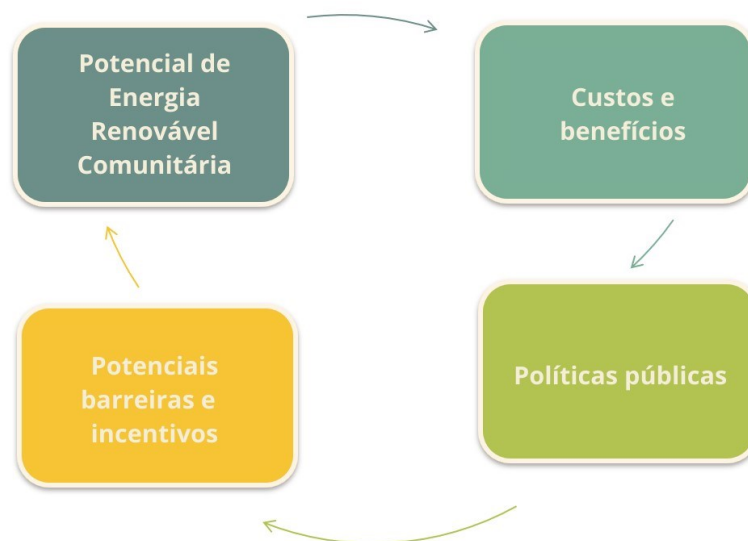 Potencial de
Energia
Renovável
Comunitária
Custos e
benefícios
Políticas públicas
Potenciais
barreiras e
incentivos